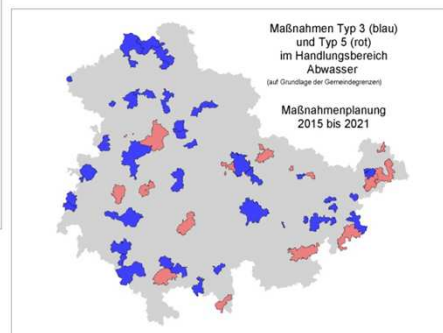 Maßnahmen Typ 3 (blau)
und Typ 5 (rot)
im Handlungsbereich
Abwasser
(auf Grundlage der Gemeindegrenzen)
Maßnahmenplanung
2015 bis 2021